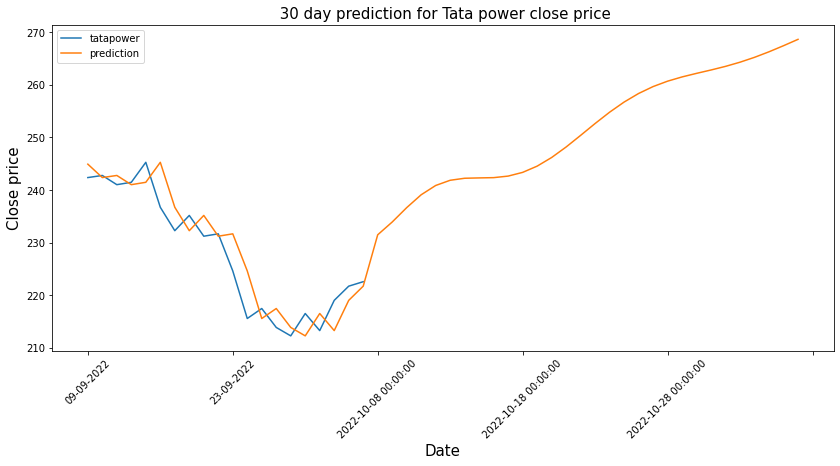 30 day prediction for Tata power close price
tatapower
prediction
Close price
270
260
250
240
230
220
210
09-09-2022
23-09-2022
2022-10-08 00:00:00
2022-10-18 00:00:00
2022-10-28 00:00:00
Date